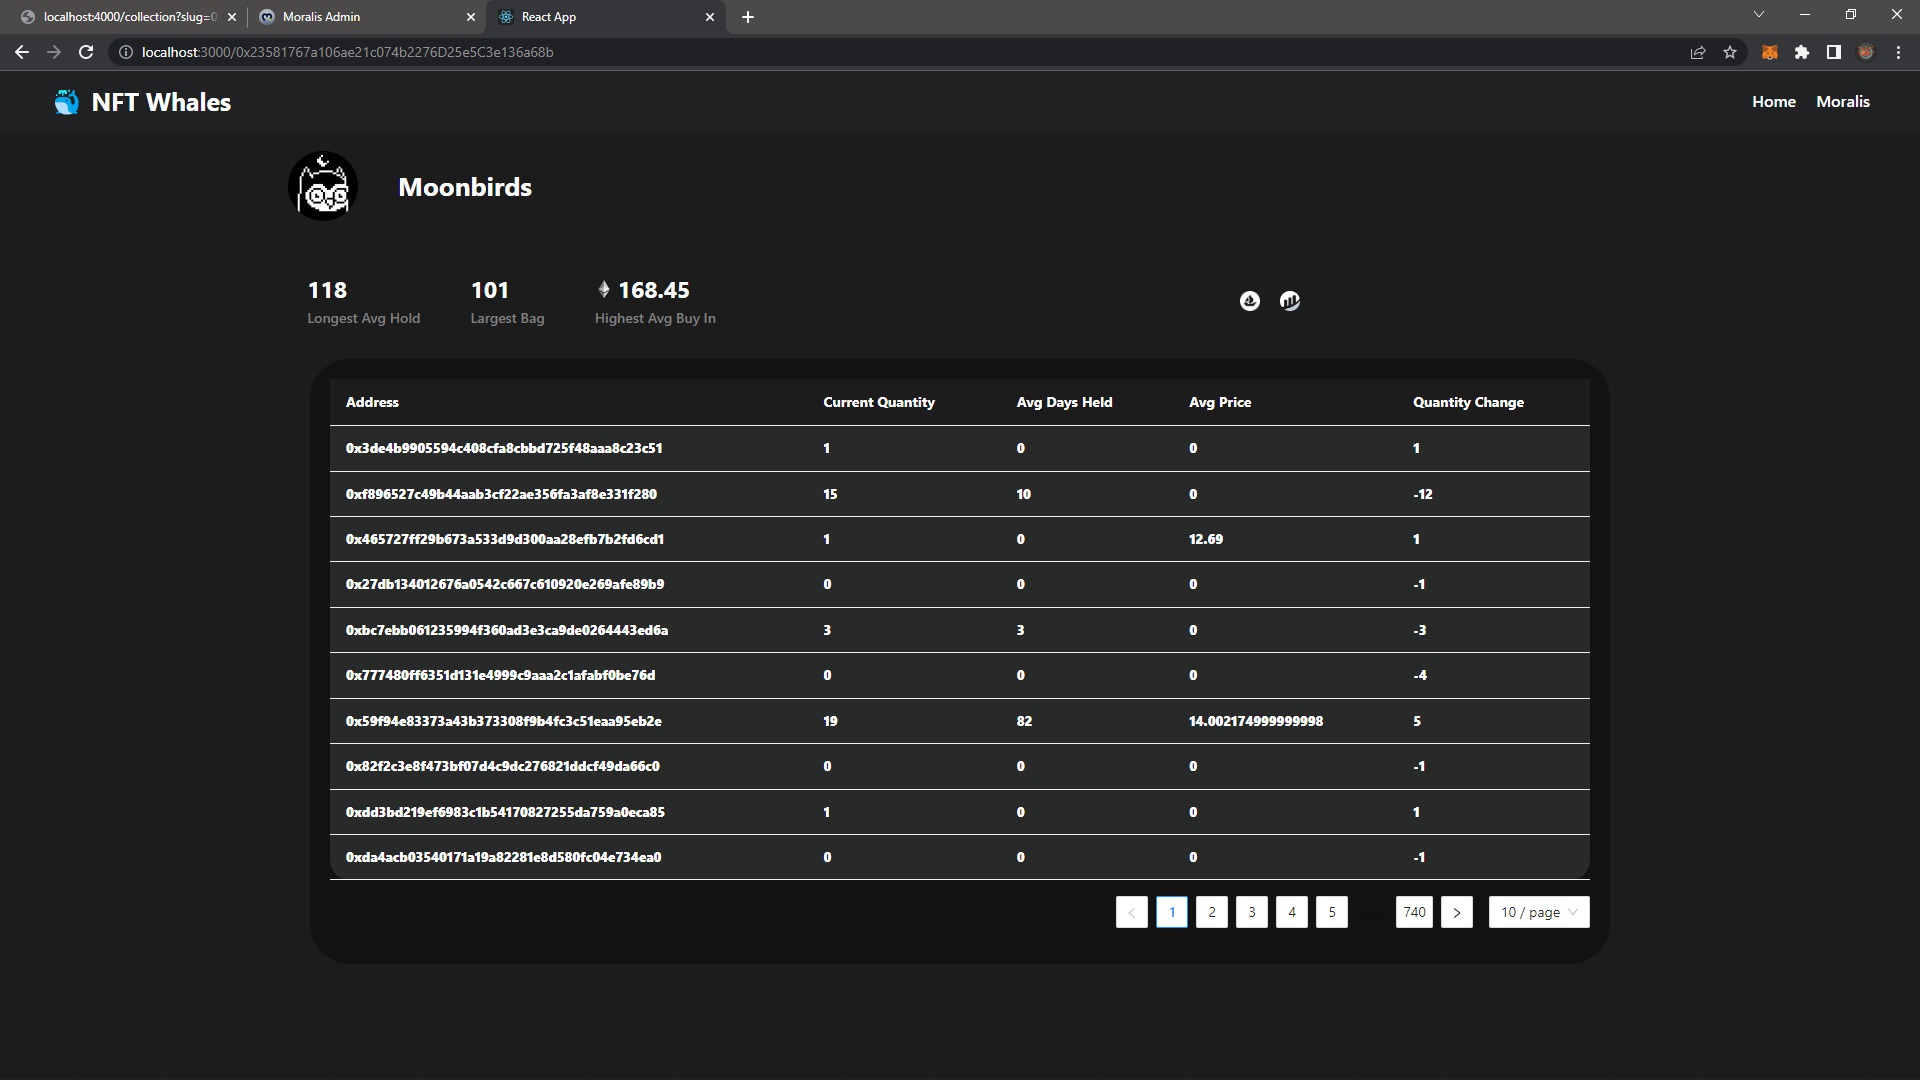 localhost:4000/collection?slug=0
Moralis Admin
React App
localhost:3000/0x23581767a106ae21c074b2276D25e5C3e136a68b
NFT Whales
Home
Moralis
Moonbirds
118
101
168.45
Longest Avg Hold
Largest Bag
Highest Avg Buy In
Address Current Quantity Avg Days Held Avg Price Quantity Change
0x3de4b9905594c408cfa8cbbd725f48aaa8c23c51 1 0 0 1
0xf896527c49b44aab3cf22ae356fa3af8e331f280 15 10 0 -12
0x465727ff29b673a533d9d300aa28efb7b2fd6cd1 1 0 12.69 1
0x27db134012676a0542c667c610920e269afe89b9 0 0 0 -1
0xbc7ebb061235994f360ad3e3ca9de0264443ed6a 3 3 0 -3
0x777480ff6351d131e4999c9aaa2c1afabf0be76d 0 0 0 -4
0x59f94e83373a43b373308f9b4fc3c51eaa95eb2e 19 82 14.002174999999998 5
0x82f2c3e8f473bf07d4c9dc276821ddcf49da66c0 0 0 0 -1
0xdd3bd219ef6983c1b54170827255da759a0eca85 1 0 0 1
0xda4acb03540171a19a82281e8d580fc04e734ea0 0 0 0 -1
< 1 2 3 4 5 ··· 740 > 10 / page